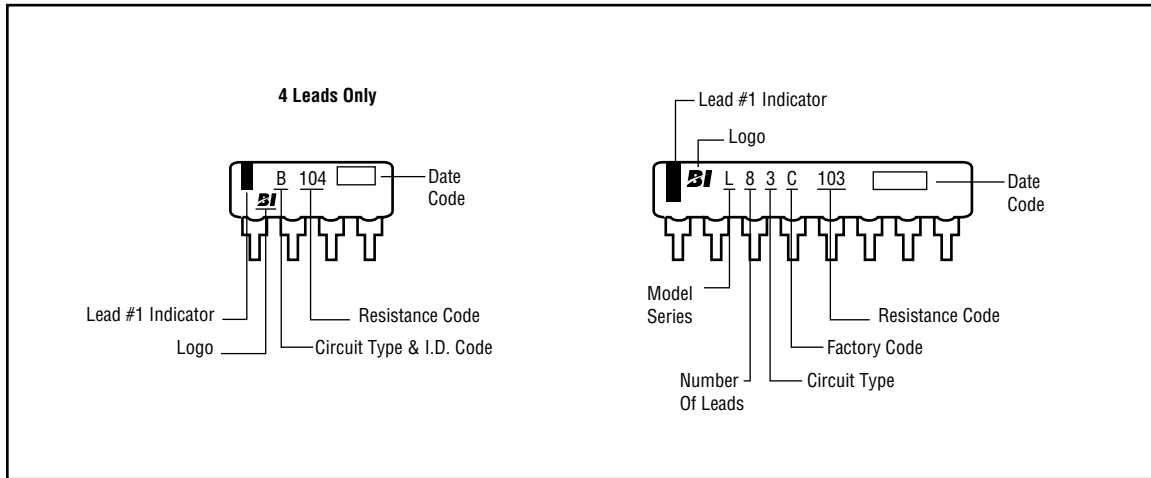 4 Leads Only
B 104
BI
Date
Code
Lead #1 Indicator
Resistance Code
Logo
Circuit Type & I.D. Code
Lead #1 Indicator
Logo
BI L 8 3 C 103
Date
Code
Model
Series
Resistance Code
Factory Code
Number
Of Leads
Circuit Type